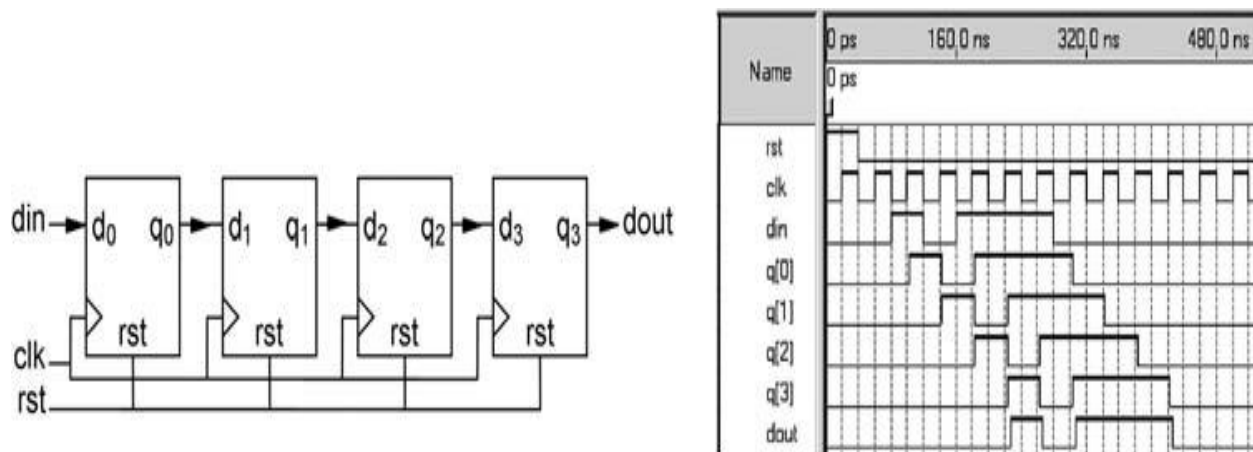 din d₀ q₀ d₁ q₁ d₂ q₂ d₃ q₃ dout
rst rst rst rst
clk
rst
Name
0 ps 160,0 ns 320,0 ns 480,0 ns
0 ps
rst
clk
din
q[0]
q[1]
q[2]
q[3]
dout